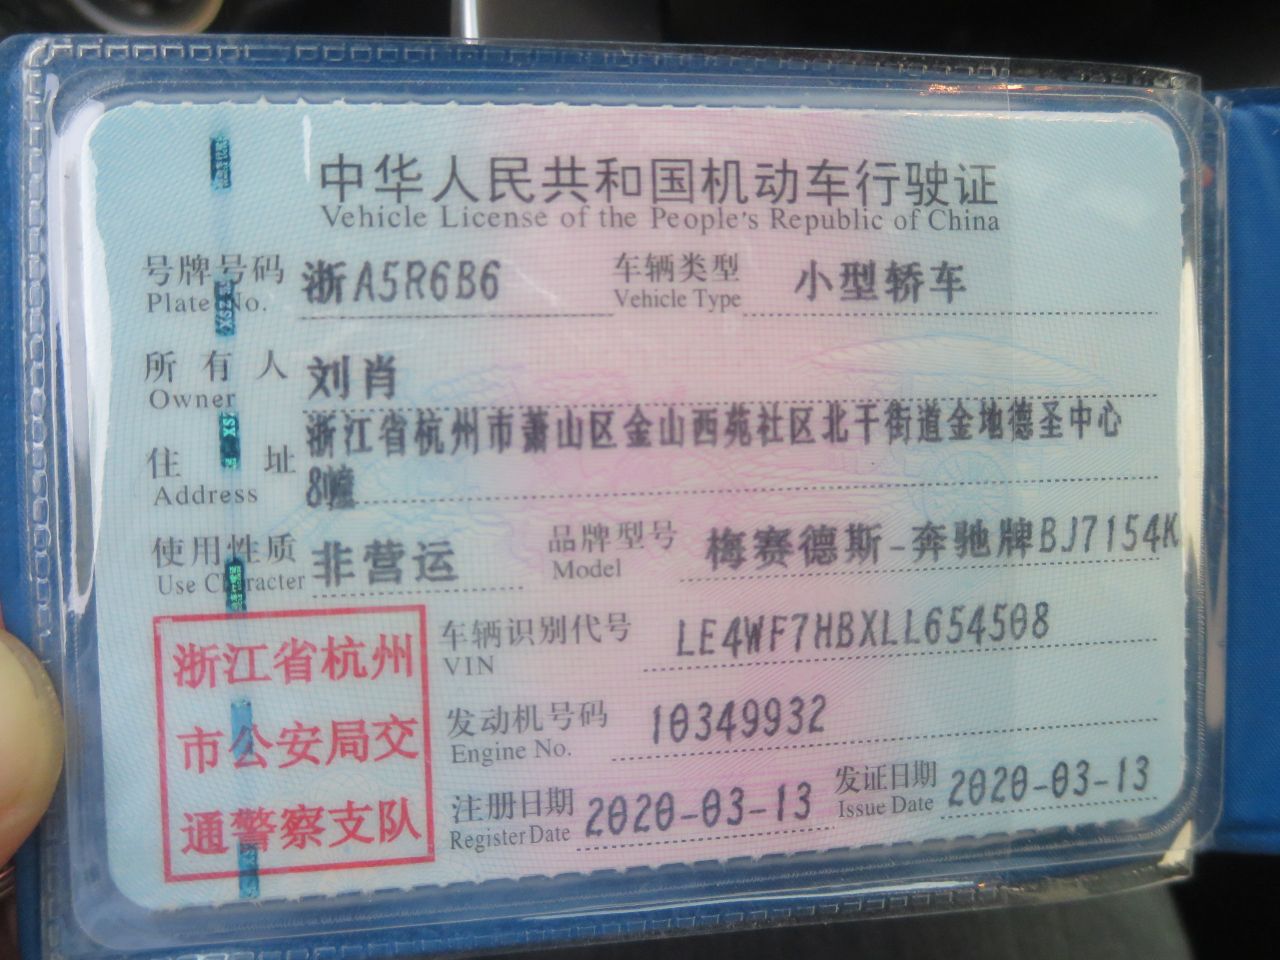 中华人民共和国机动车行驶证
Vehicle License of the People's Republic of China
号牌号码 浙A5R6B6 车辆类型 小型轿车
Plate No. Vehicle Type
所有人 刘肖
Owner
浙江省杭州市萧山区金山西苑社区北干街道金地德圣中心
住址 8幢
Address
使用性质 非营运 品牌型号 梅赛德斯-奔驰牌BJ7154K
Use Character Model
浙江省杭州
市公安局交
通警察支队
车辆识别代号 LE4WF7HBXLL654508
VIN
发动机号码 10349932
Engine No.
注册日期 2020-03-13 发证日期 2020-03-13
Register Date Issue Date